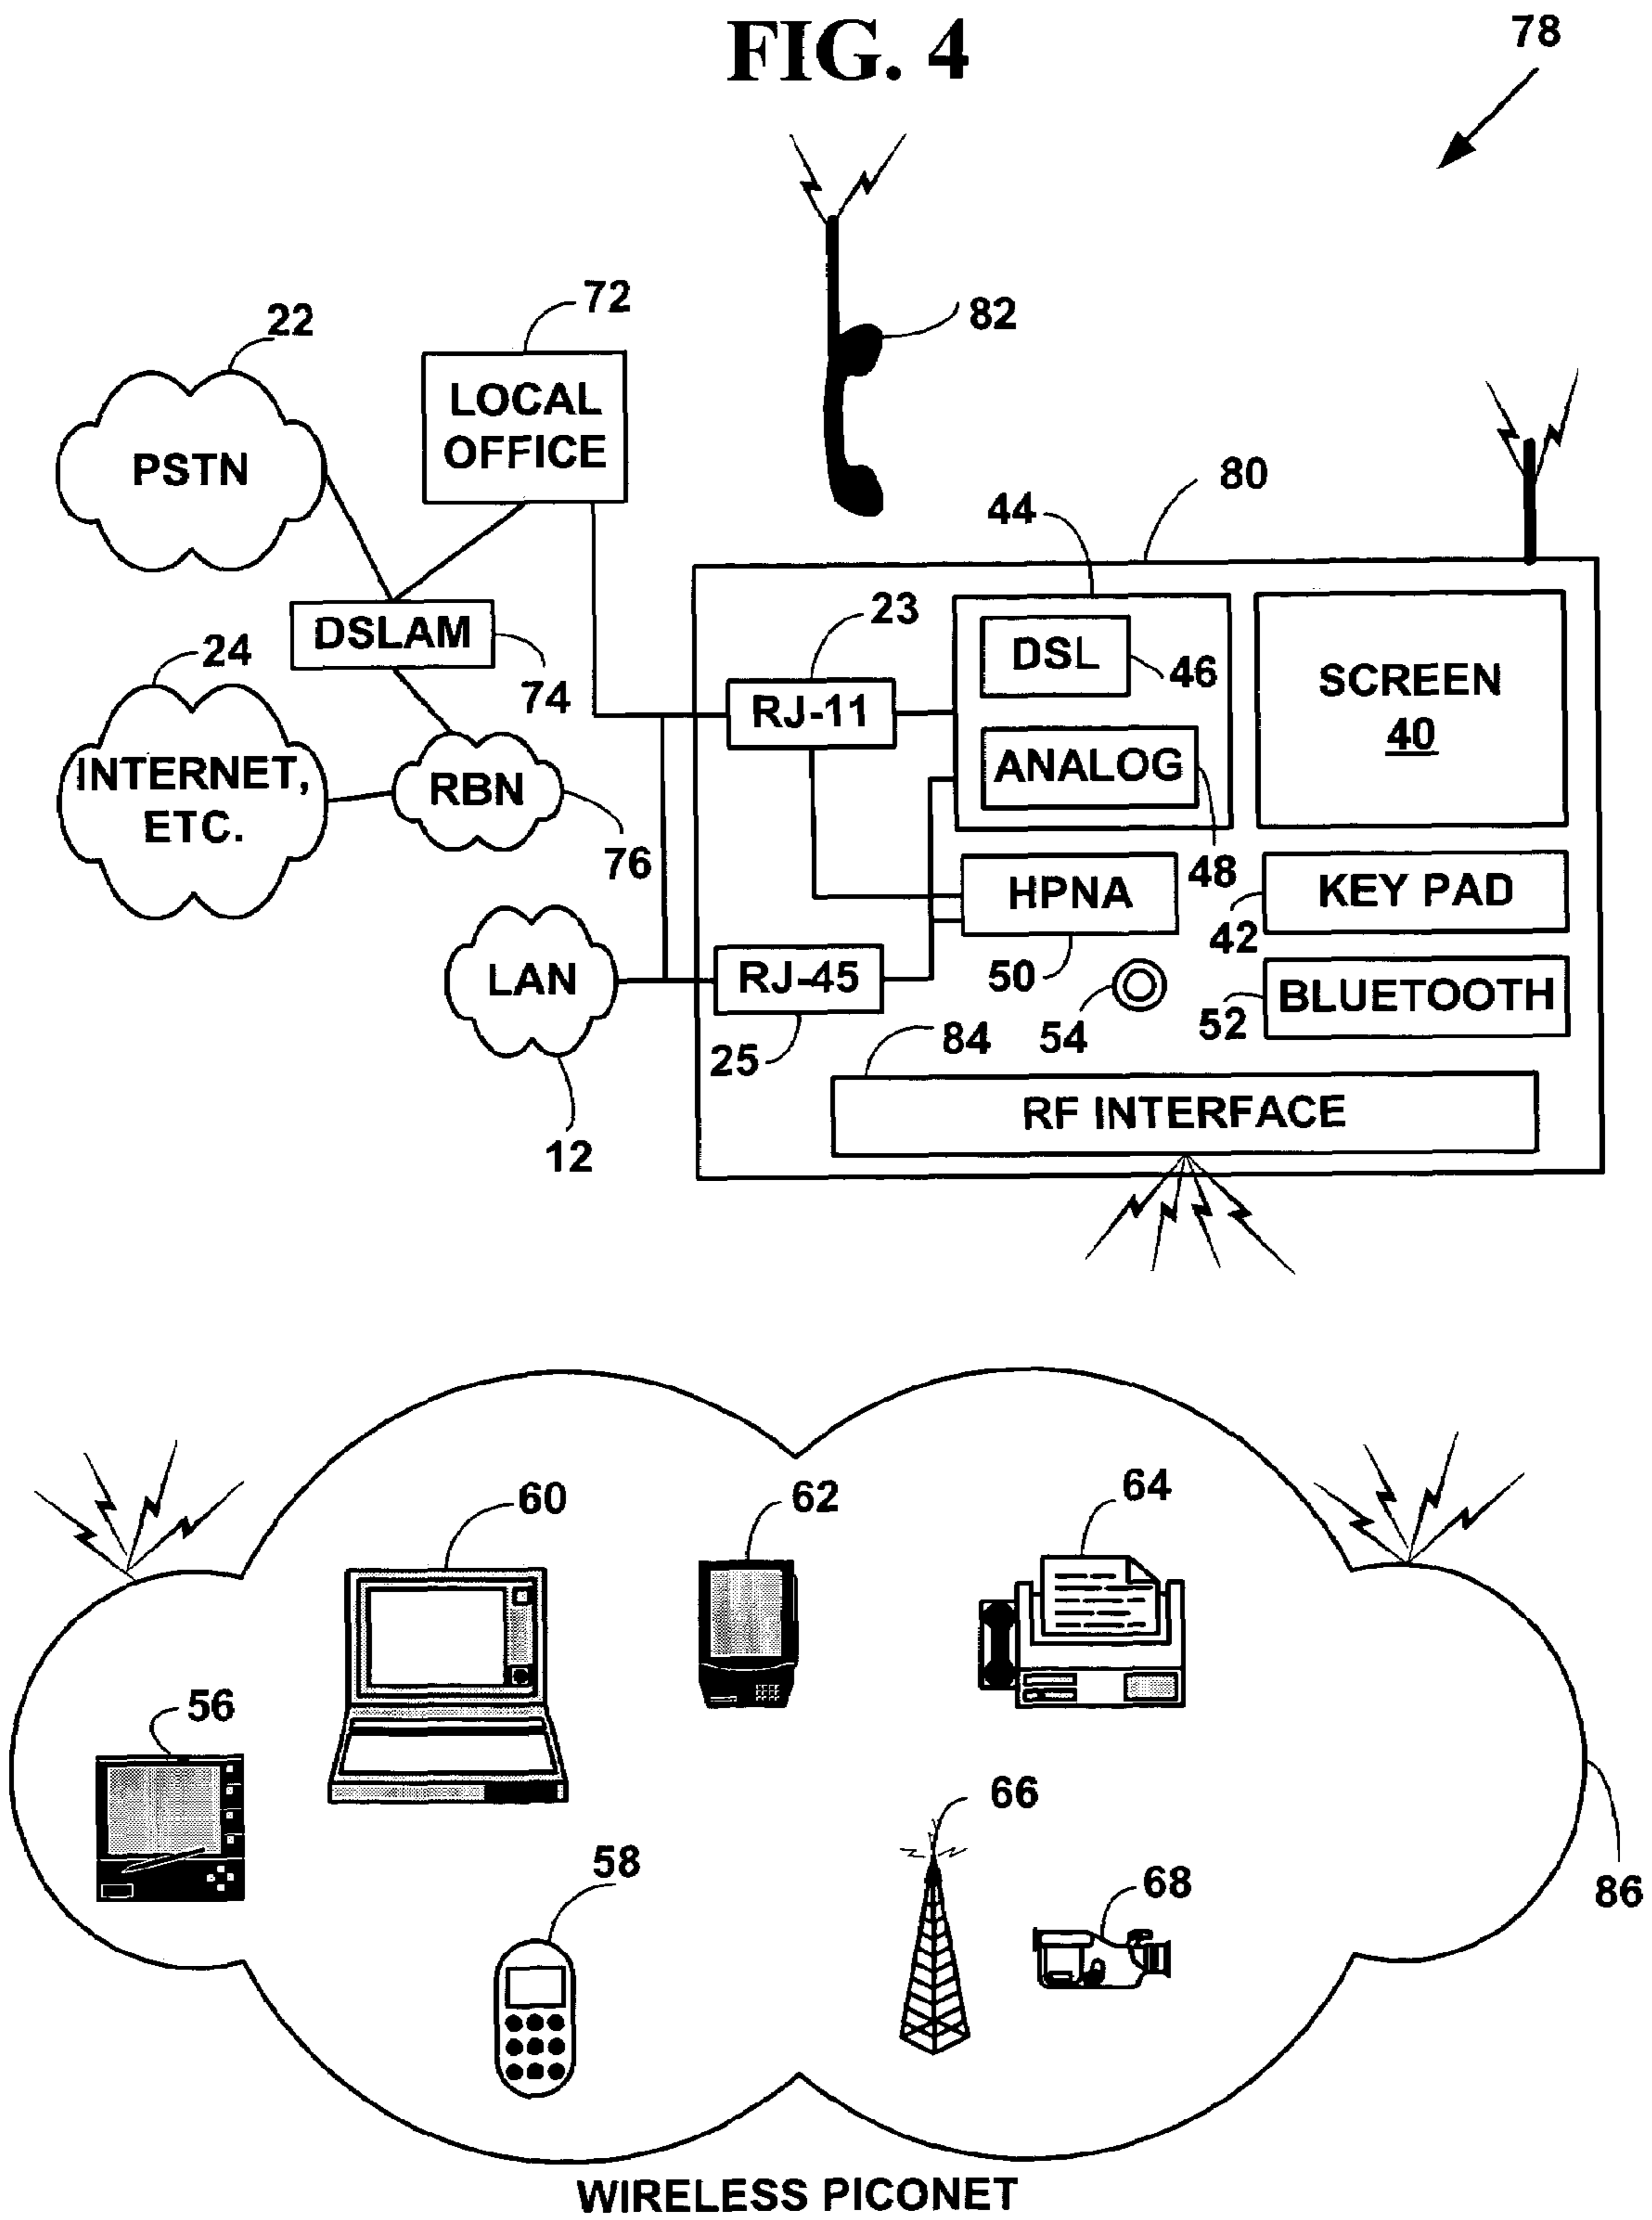 FIG. 4
78
72
82
22
LOCAL
OFFICE
PSTN
80
44
23
24
DSLAM
DSL
46
74
SCREEN
40
RJ-11
INTERNET,
ETC.
RBN
ANALOG
76
48
HPNA
KEY PAD
42
LAN
RJ-45
50
BLUETOOTH
52
54
84
25
RF INTERFACE
12
60
62
64
56
66
58
68
86
WIRELESS PICONET